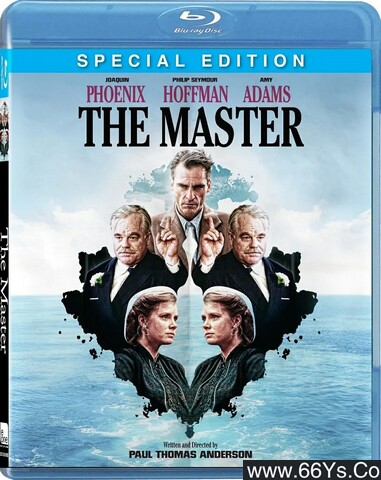 Blu-ray Disc
SPECIAL EDITION
JOAQUIN PHOENIX
PHILIP SEYMOUR HOFFMAN
AMY ADAMS
THE MASTER
The Master
Written and Directed by
PAUL THOMAS ANDERSON
www.66Ys.Co